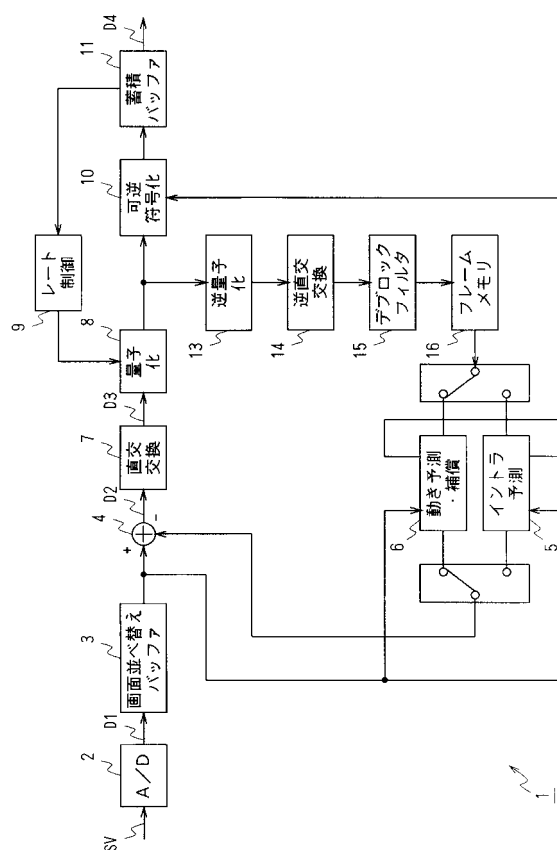 SV
2
A/D
D1
3
画面並べ替え
バッファ
+
4
-
D2
7
直交
交換
D3
8
量子
化
9
レート
制御
10
可逆
符号化
11
蓄積
バッファ
D4
13
逆量子
化
14
逆直交
交換
15
デブロック
フィルタ
16
フレーム
メモリ
動き予測
・補償
6
イントラ
予測
5
1